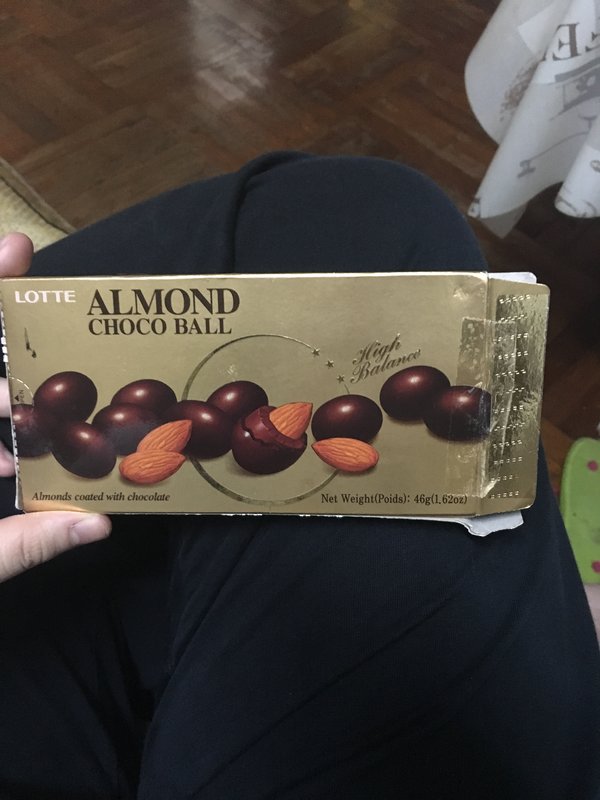 LOTTE ALMOND
CHOCO BALL
High
Balance
Almonds coated with chocolate
Net Weight(Poids): 46g(1.62oz)